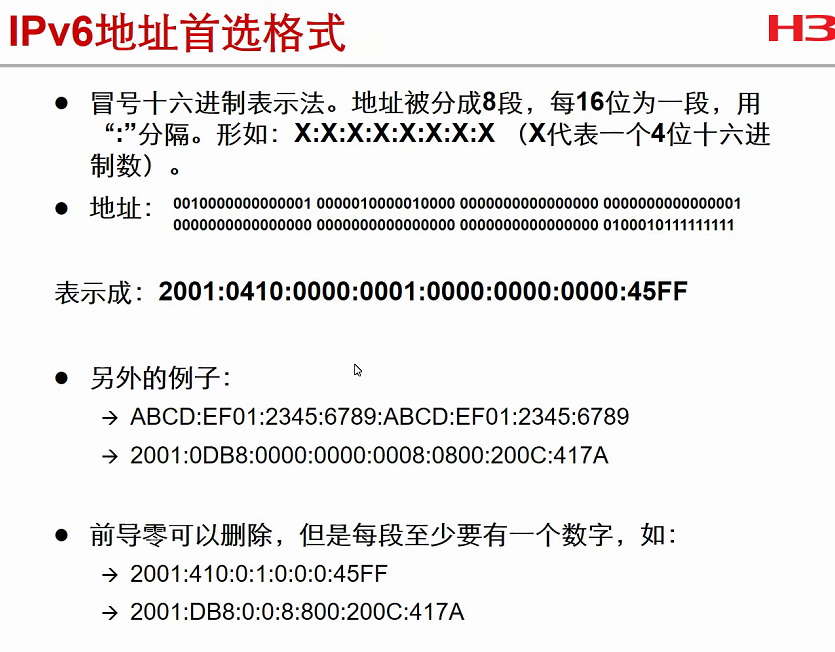 IPv6地址首选格式
H3
● 冒号十六进制表示法。地址被分成8段，每16位为一段，用
“:”分隔。形如：X:X:X:X:X:X:X:X （X代表一个4位十六进
制数）。
● 地址： 0010000000000001 0000010000010000 0000000000000000 0000000000000001
0000000000000000 0000000000000000 0000000000000000 0100010111111111
表示成：2001:0410:0000:0001:0000:0000:0000:45FF
● 另外的例子：
→ ABCD:EF01:2345:6789:ABCD:EF01:2345:6789
→ 2001:0DB8:0000:0000:0008:0800:200C:417A
● 前导零可以删除，但是每段至少要有一个数字，如：
→ 2001:410:0:1:0:0:0:45FF
→ 2001:DB8:0:0:8:800:200C:417A